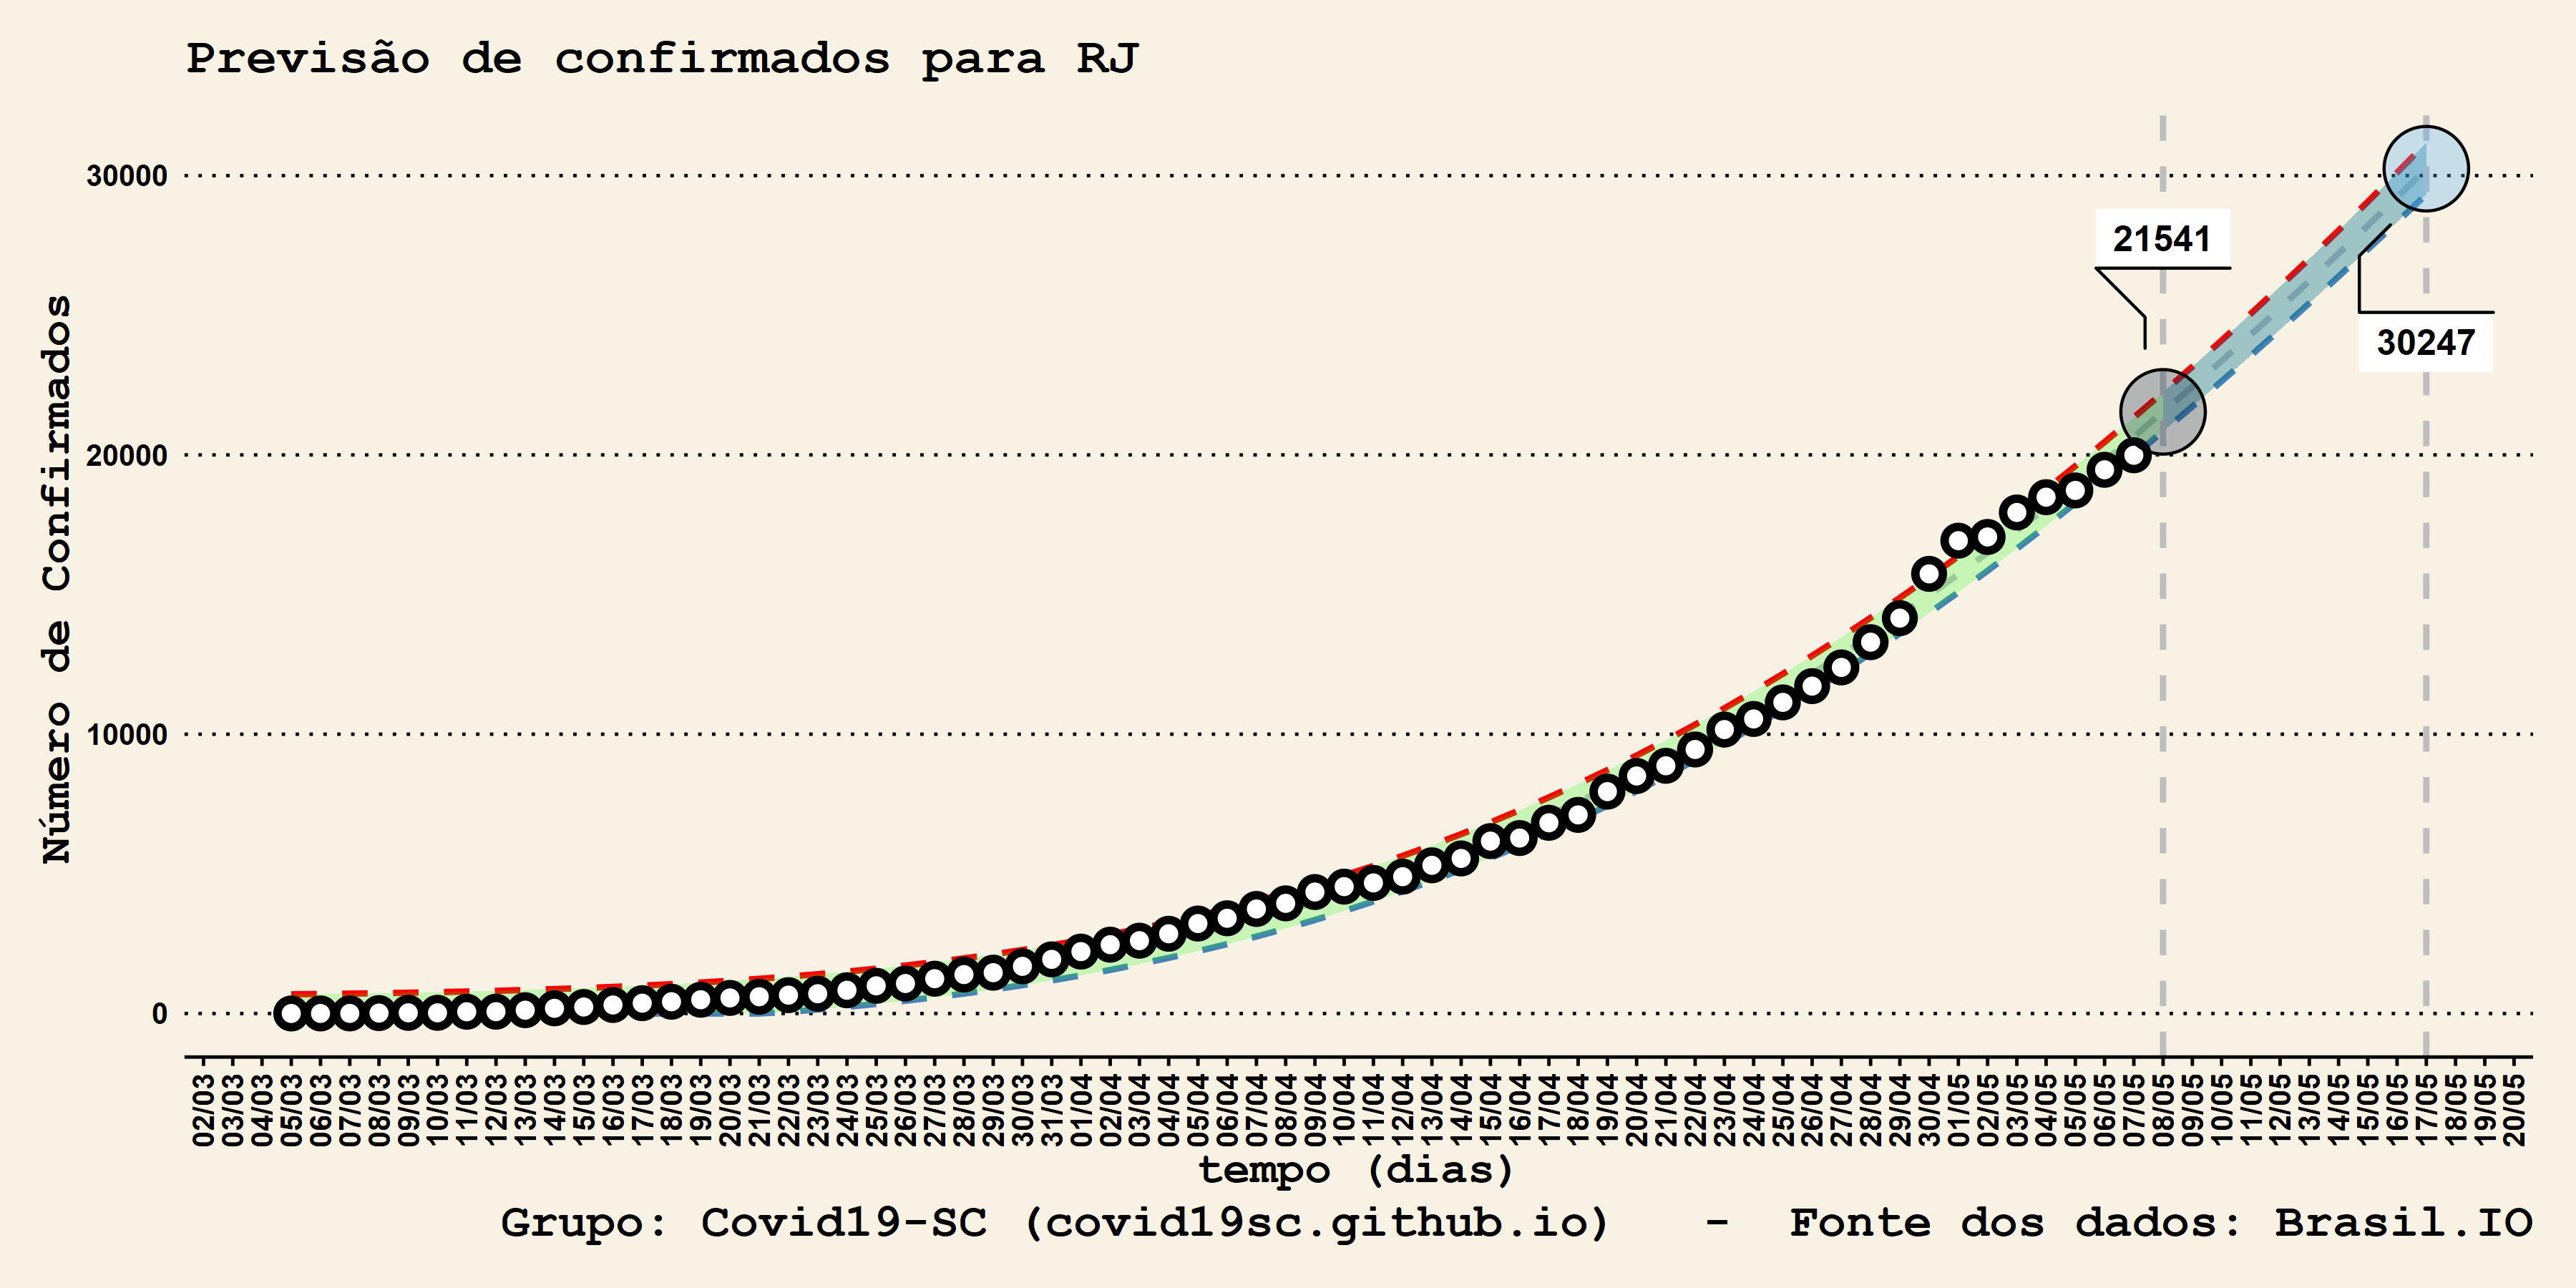 Previsão de confirmados para RJ
Número de Confirmados
30000
20000
10000
0
21541
30247
02/03 03/03 04/03 05/03 06/03 07/03 08/03 09/03 10/03 11/03 12/03 13/03 14/03 15/03 16/03 17/03 18/03 19/03 20/03 21/03 22/03 23/03 24/03 25/03 26/03 27/03 28/03 29/03 30/03 31/03 01/04 02/04 03/04 04/04 05/04 06/04 07/04 08/04 09/04 10/04 11/04 12/04 13/04 14/04 15/04 16/04 17/04 18/04 19/04 20/04 21/04 22/04 23/04 24/04 25/04 26/04 27/04 28/04 29/04 30/04 01/05 02/05 03/05 04/05 05/05 06/05 07/05 08/05 09/05 10/05 11/05 12/05 13/05 14/05 15/05 16/05 17/05 18/05 19/05 20/05
tempo (dias)
Grupo: Covid19-SC (covid19sc.github.io) - Fonte dos dados: Brasil.IO